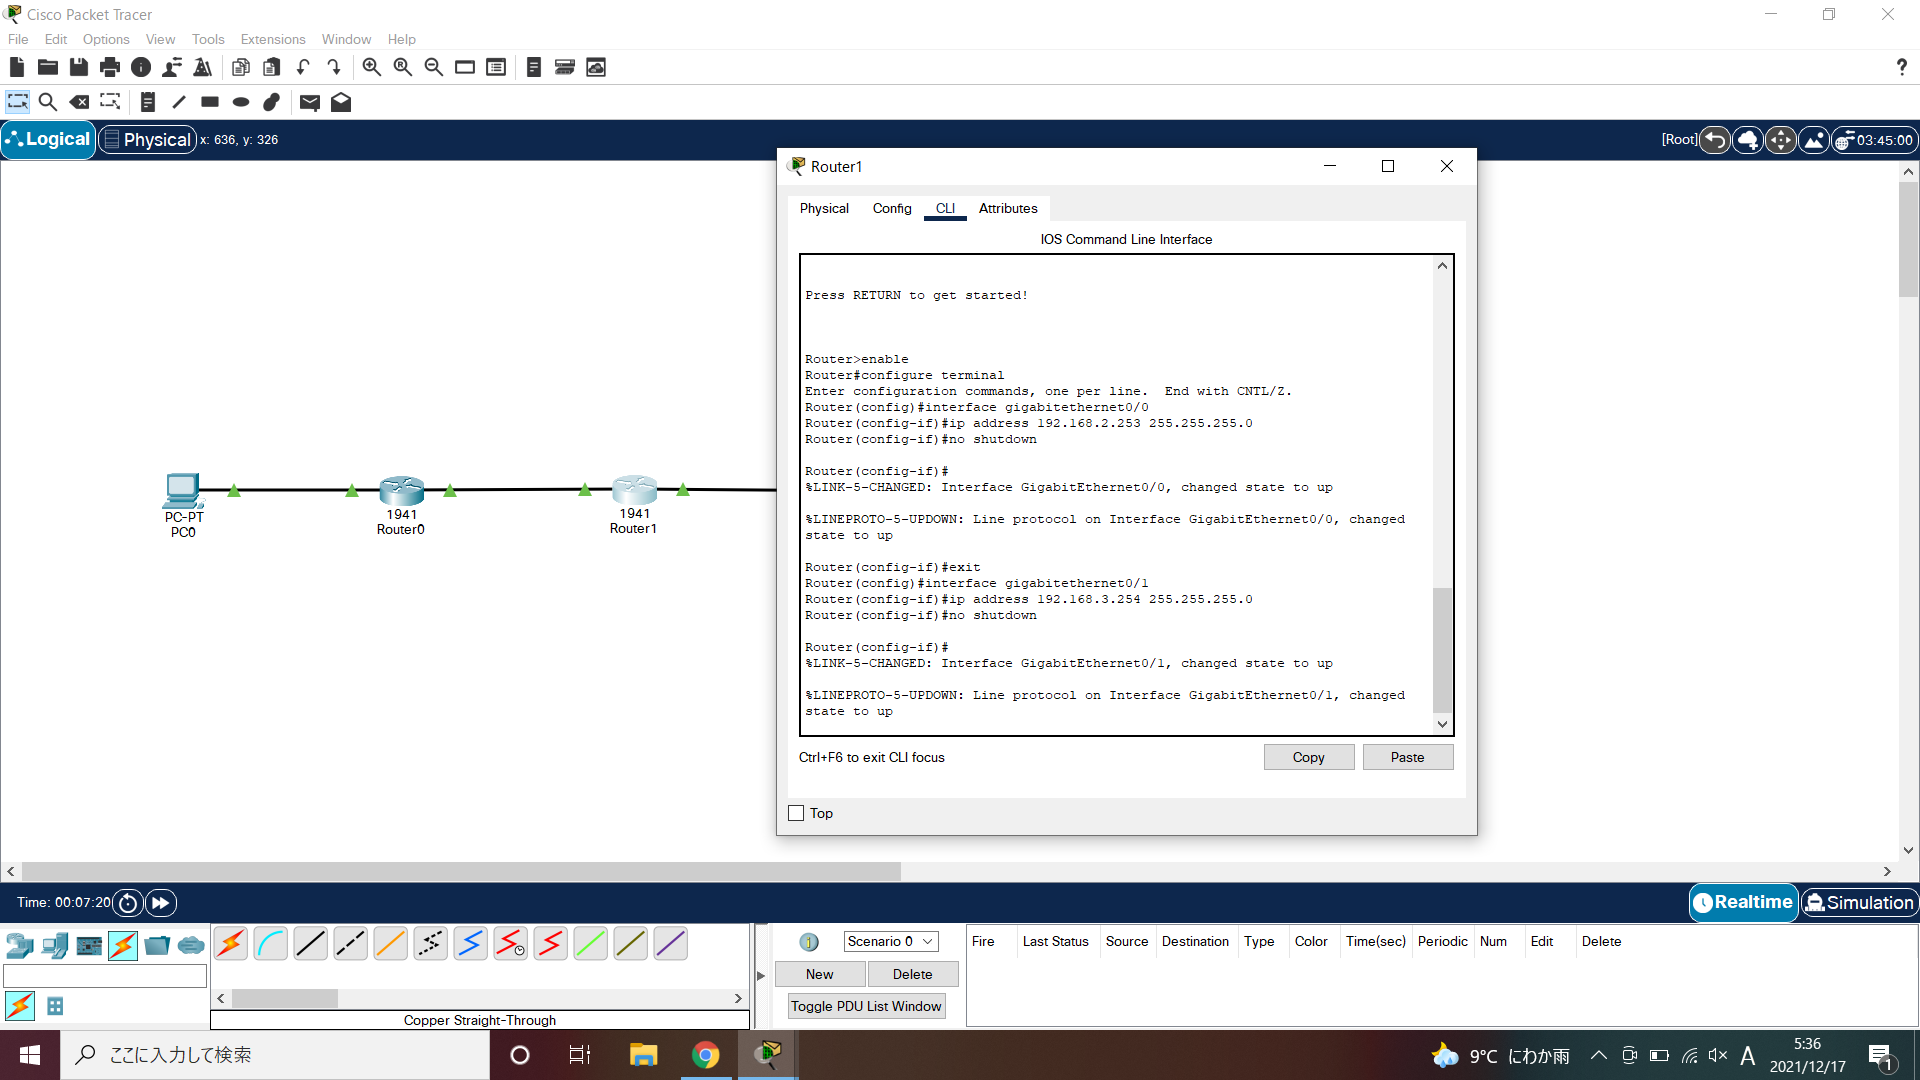 Cisco Packet Tracer
File Edit Options View Tools Extensions Window Help
Logical Physical x: 636, y: 326 [Root] 03:45:00
Router1
Physical Config CLI Attributes
IOS Command Line Interface
Press RETURN to get started!
Router>enable
Router#configure terminal
Enter configuration commands, one per line.  End with CNTL/Z.
Router(config)#interface gigabitethernet0/0
Router(config-if)#ip address 192.168.2.253 255.255.255.0
Router(config-if)#no shutdown
Router(config-if)#
%LINK-5-CHANGED: Interface GigabitEthernet0/0, changed state to up
%LINEPROTO-5-UPDOWN: Line protocol on Interface GigabitEthernet0/0, changed
state to up
Router(config-if)#exit
Router(config)#interface gigabitethernet0/1
Router(config-if)#ip address 192.168.3.254 255.255.255.0
Router(config-if)#no shutdown
Router(config-if)#
%LINK-5-CHANGED: Interface GigabitEthernet0/1, changed state to up
%LINEPROTO-5-UPDOWN: Line protocol on Interface GigabitEthernet0/1, changed
state to up
Ctrl+F6 to exit CLI focus Copy Paste
Top
PC-PT
PC0
1941
Router0
1941
Router1
Time: 00:07:20 Realtime Simulation
Scenario 0
New Delete
Toggle PDU List Window
Fire Last Status Source Destination Type Color Time(sec) Periodic Num Edit Delete
Copper Straight-Through
ここに入力して検索
9°C にわか雨
A
5:36
2021/12/17
1